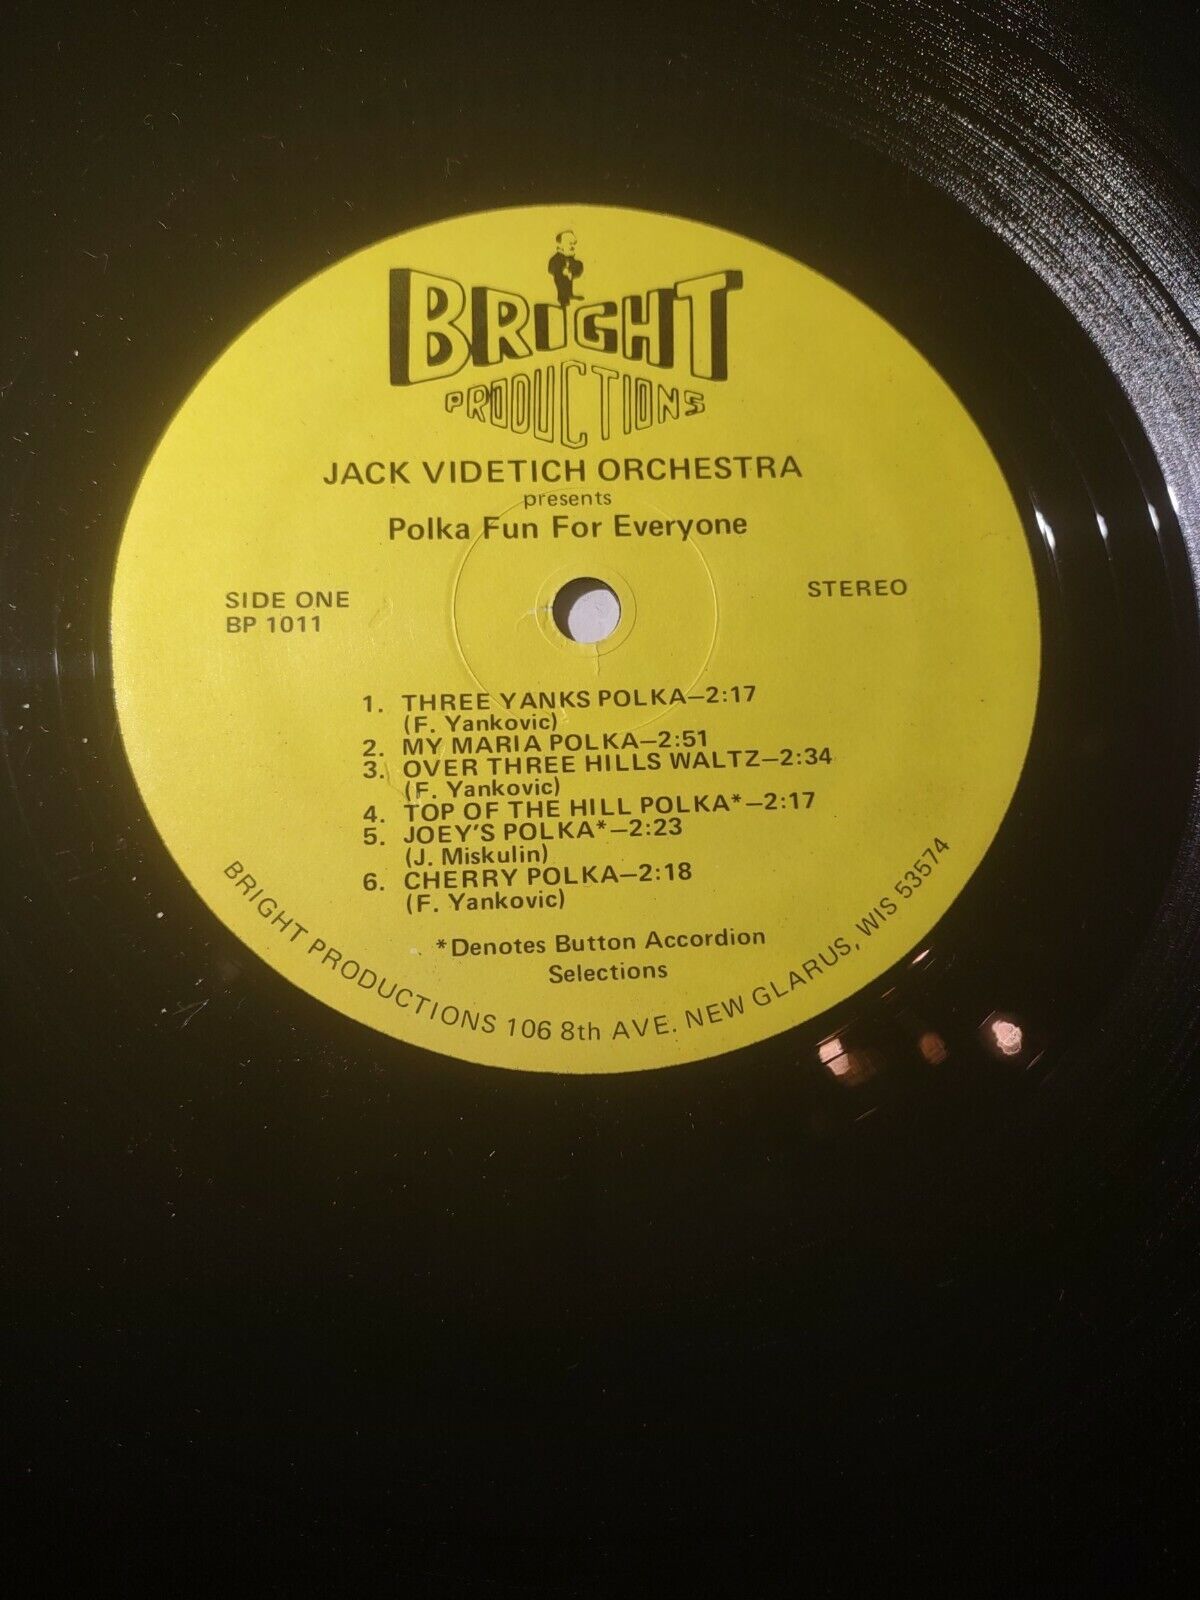 BRIGHT
PRODUCTIONS
JACK VIDETICH ORCHESTRA
presents
Polka Fun For Everyone
SIDE ONE
BP 1011
STEREO
1. THREE YANKS POLKA—2:17
(F. Yankovic)
2. MY MARIA POLKA—2:51
3. OVER THREE HILLS WALTZ—2:34
(F. Yankovic)
4. TOP OF THE HILL POLKA*—2:17
5. JOEY'S POLKA*—2:23
(J. Miskulin)
6. CHERRY POLKA—2:18
(F. Yankovic)
*Denotes Button Accordion
Selections
BRIGHT PRODUCTIONS 106 8th AVE. NEW GLARUS, WIS 53574